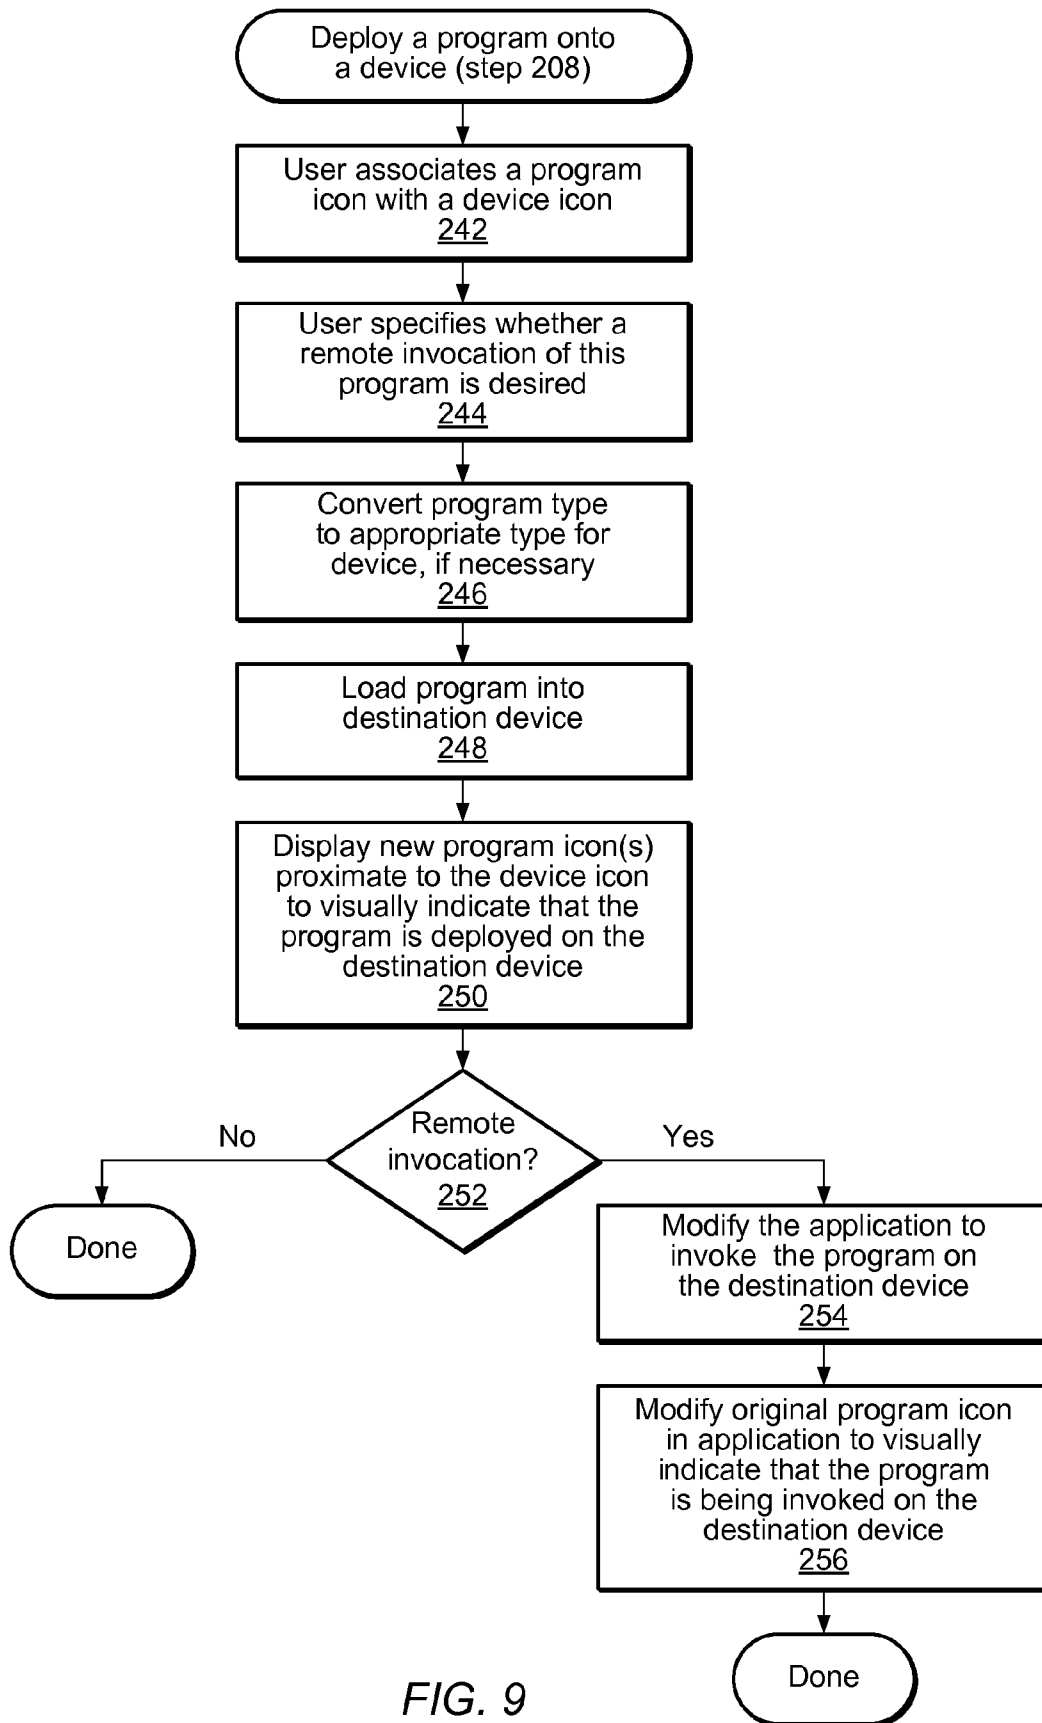 Deploy a program onto
a device (step 208)
User associates a program
icon with a device icon
242
User specifies whether a
remote invocation of this
program is desired
244
Convert program type
to appropriate type for
device, if necessary
246
Load program into
destination device
248
Display new program icon(s)
proximate to the device icon
to visually indicate that the
program is deployed on the
destination device
250
Remote
invocation?
252
No
Yes
Done
Modify the application to
invoke the program on
the destination device
254
Modify original program icon
in application to visually
indicate that the program
is being invoked on the
destination device
256
Done
FIG. 9